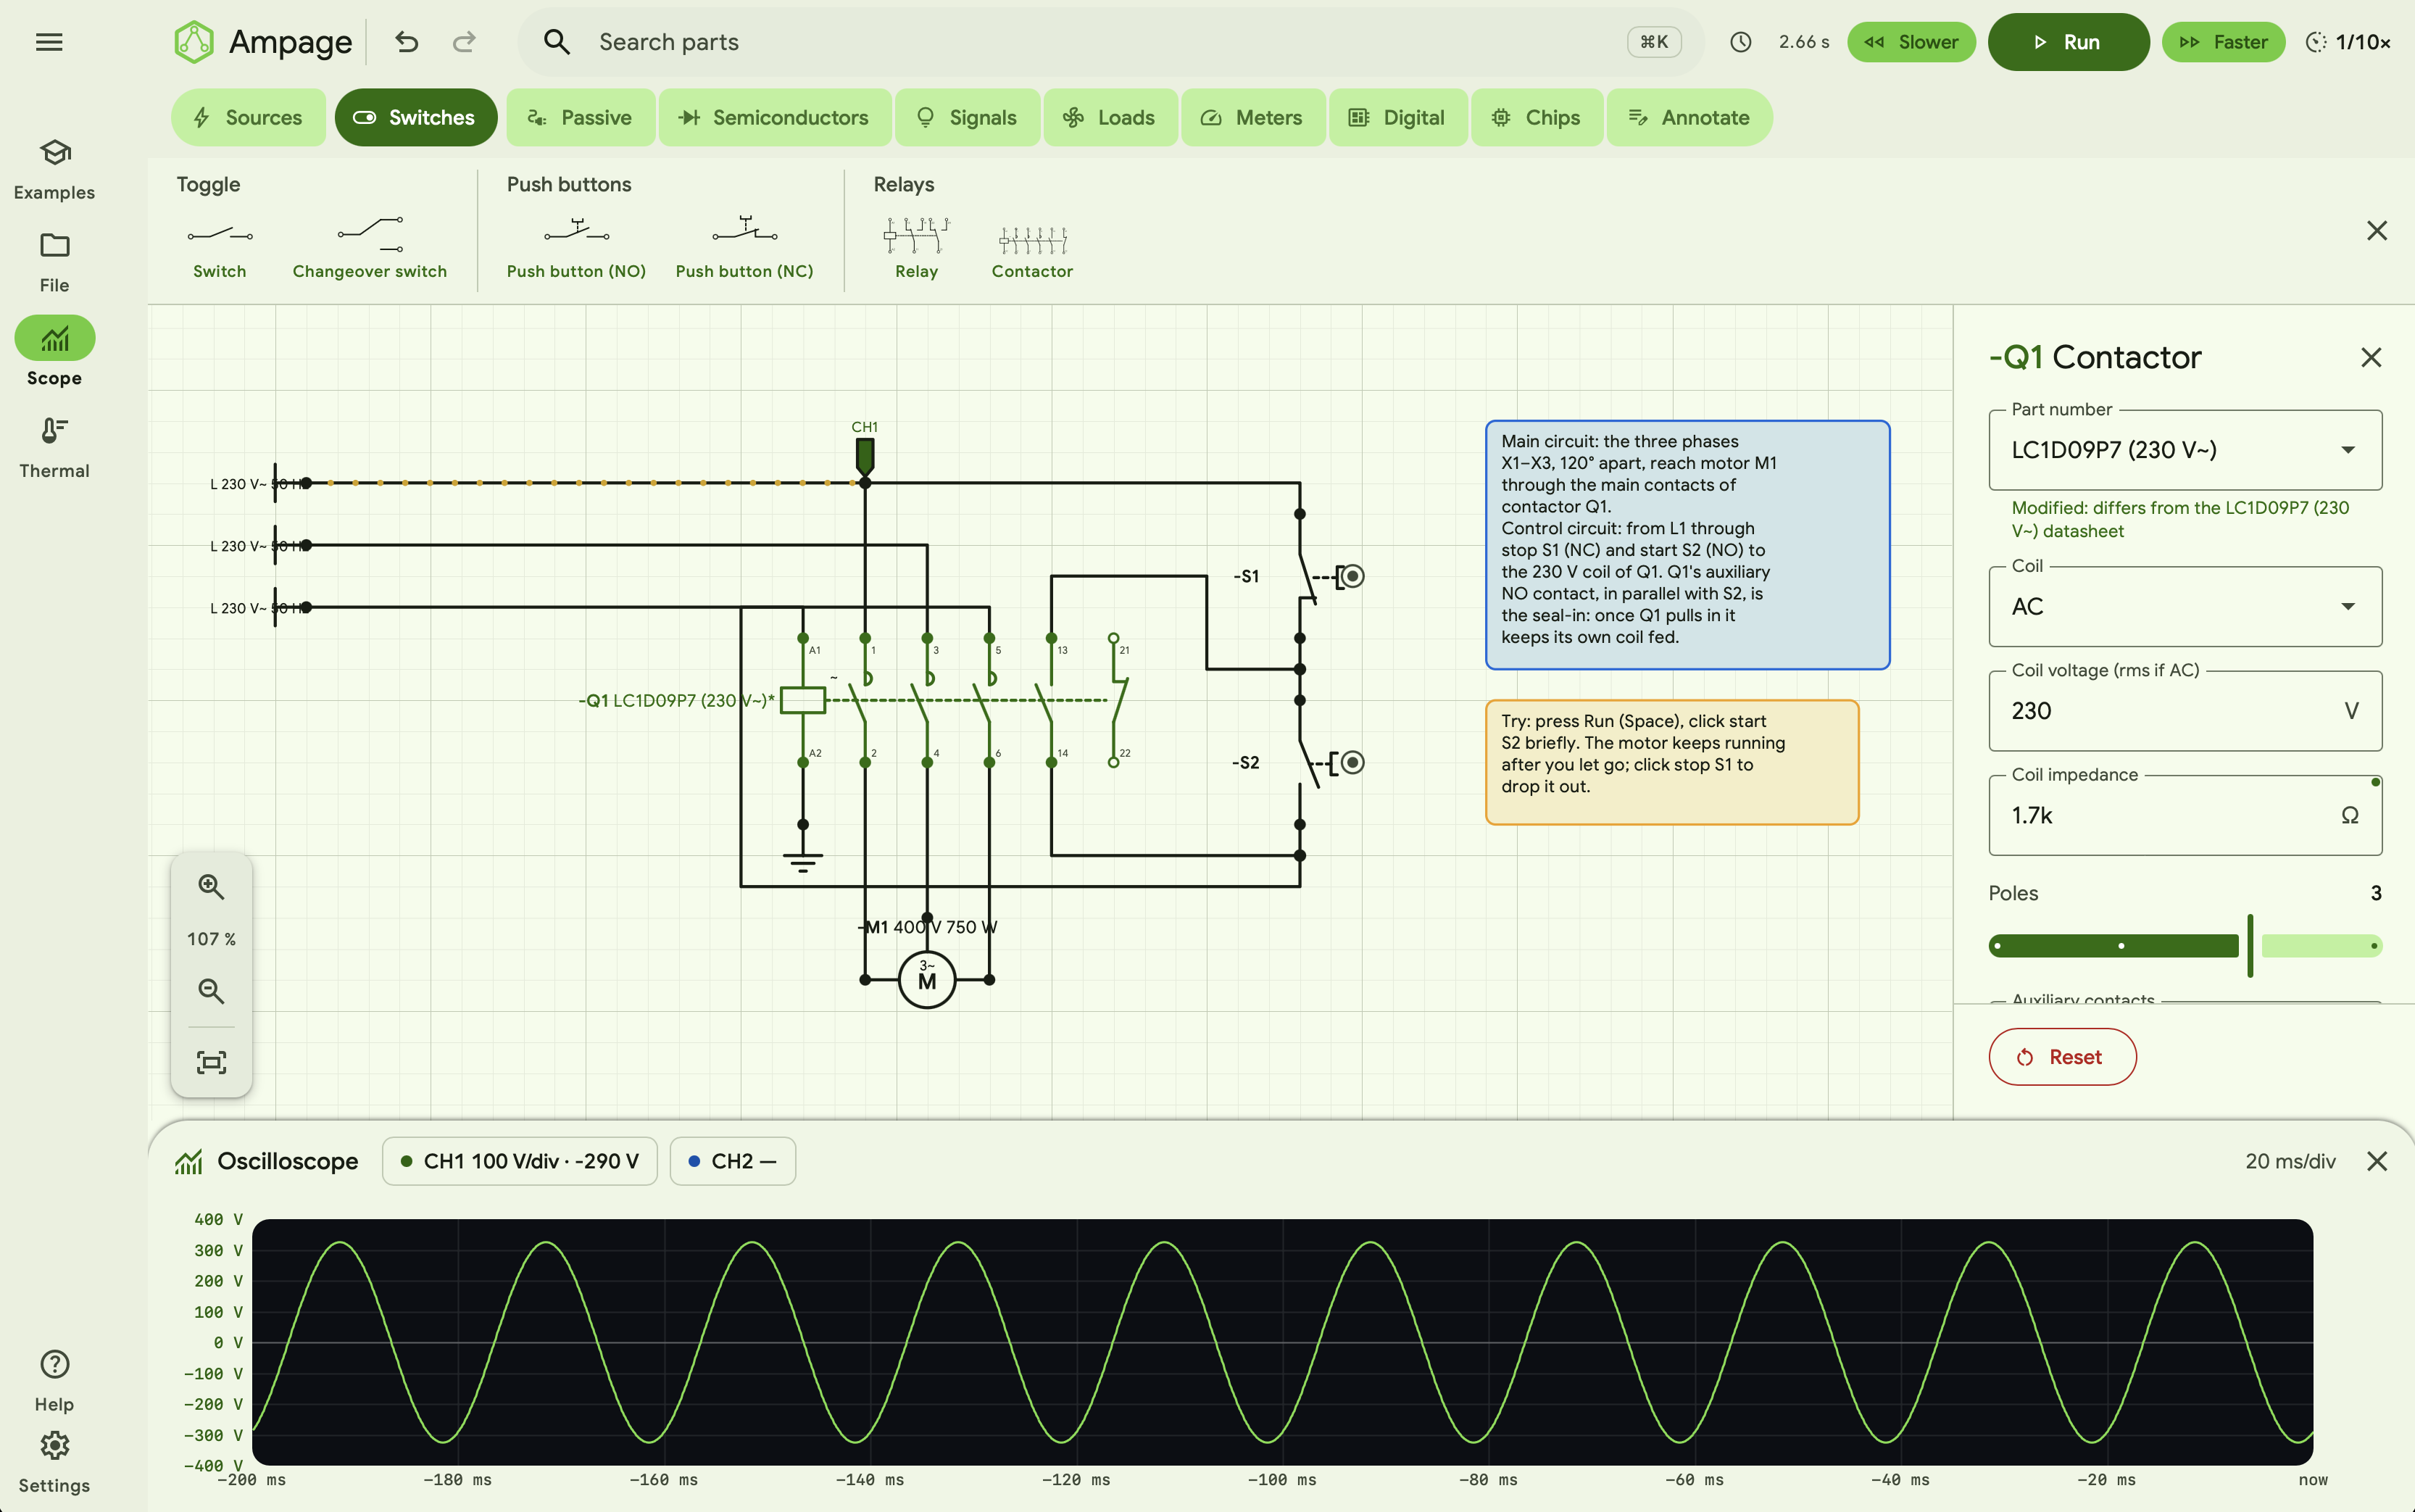 Ampage
Search parts
⌘K
2.66 s
Slower
Run
Faster
1/10×
Sources
Switches
Passive
Semiconductors
Signals
Loads
Meters
Digital
Chips
Annotate
Examples
File
Scope
Thermal
Help
Settings
Toggle
Push buttons
Relays
Switch
Changeover switch
Push button (NO)
Push button (NC)
Relay
Contactor
CH1
L 230 V~ 50 H
L 230 V~ 50 H
L 230 V~ 50 H
-S1
A1
1
3
5
13
21
~
-Q1 LC1D09P7 (230 V~)*
A2
2
4
6
14
22
-S2
-M1 400 V 750 W
3~
M
Main circuit: the three phases
X1–X3, 120° apart, reach motor M1
through the main contacts of
contactor Q1.
Control circuit: from L1 through
stop S1 (NC) and start S2 (NO) to
the 230 V coil of Q1. Q1's auxiliary
NO contact, in parallel with S2, is
the seal-in: once Q1 pulls in it
keeps its own coil fed.
Try: press Run (Space), click start
S2 briefly. The motor keeps running
after you let go; click stop S1 to
drop it out.
107 %
-Q1 Contactor
Part number
LC1D09P7 (230 V~)
Modified: differs from the LC1D09P7 (230
V~) datasheet
Coil
AC
Coil voltage (rms if AC)
230 V
Coil impedance
1.7k Ω
Poles 3
Auxiliary contacts
Reset
Oscilloscope
CH1 100 V/div · -290 V
CH2 —
20 ms/div
400 V
300 V
200 V
100 V
0 V
−100 V
−200 V
−300 V
−400 V
−200 ms
−180 ms
−160 ms
−140 ms
−120 ms
−100 ms
−80 ms
−60 ms
−40 ms
−20 ms
now